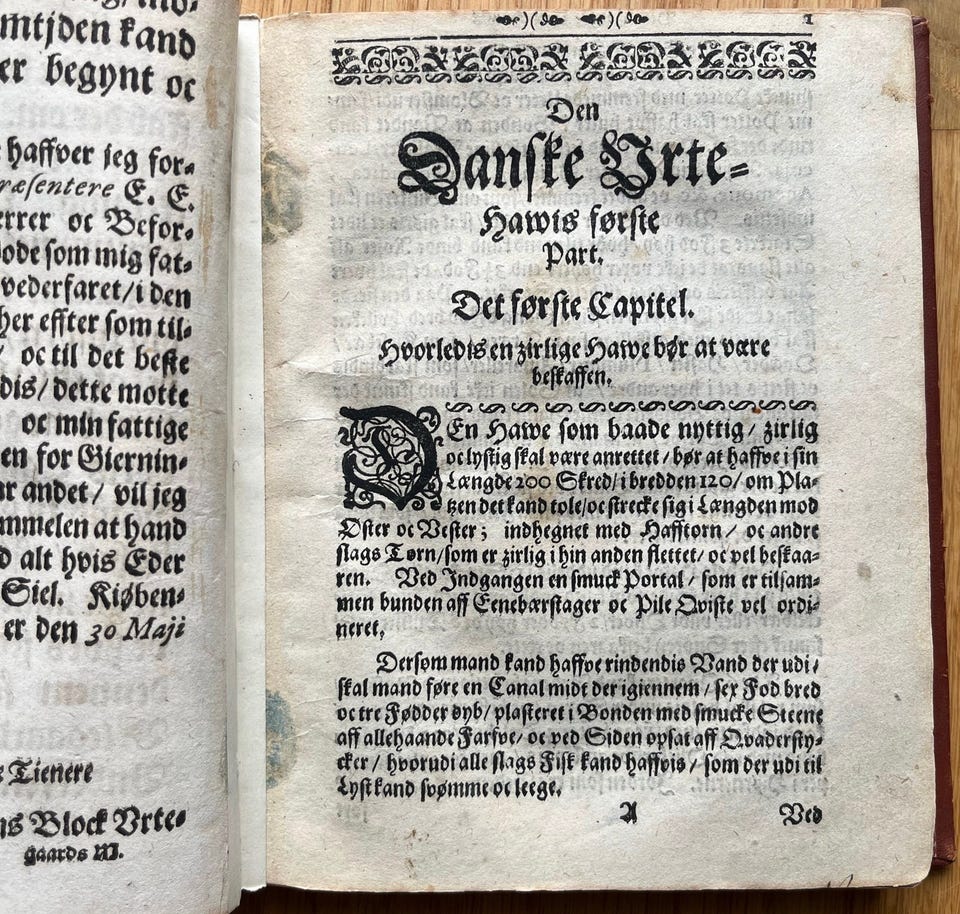 mtjden kand
er begynt oc
haffver jeg for-
ræsentere E. E.
errer oc Befor-
ode som mig fat-
vederfaret/ i den
her effter som til-
/ oc til det beste
dis/ dette motte
oc min fattige
en for Giernin-
ar andet / vil jeg
mmelen at hand
d alt hvis Eder
Siel. Kiøben-
er den 30 Maji
Tienere
ns Block Vrte-
gaards M.
1
Den
Danske Vrte-
Hawis første
Part.
Det første Capitel.
Hvorledis en zirlige Hawe bør at være
beskaffen.
DEn Hawe som baade nyttig / zirlig
oc lystig skal være anrettet / bør at haffve i sin
Længde 200 Skred/ i bredden 120/ om Pla-
tzen det kand tole/ oc strecke sig i Længden mod
Øster oc Vester; indhegnet med Hafftorn/ oc andre
slags Tørn/ som er zirlig i hin anden flettet/ oc vel beskaa-
ren. Ved Indgangen en smuck Portal / som er tilsam-
men bunden aff Eenebærstager oc Pile Qviste vel ordi-
neret,
Dersom mand kand haffve rindendis Vand der udi/
skal mand føre en Canal midt der igiennem / sex Fod bred
oc tre Fødder dyb/ plasteret i Bonden med smucke Steene
aff allehaande Farfve/ oc ved Siden opsat aff Qvadersty-
cker / hvorudi alle slags Fisk kand haffvis / som der udi til
Lyst kand svømme oc leege.
A Ved